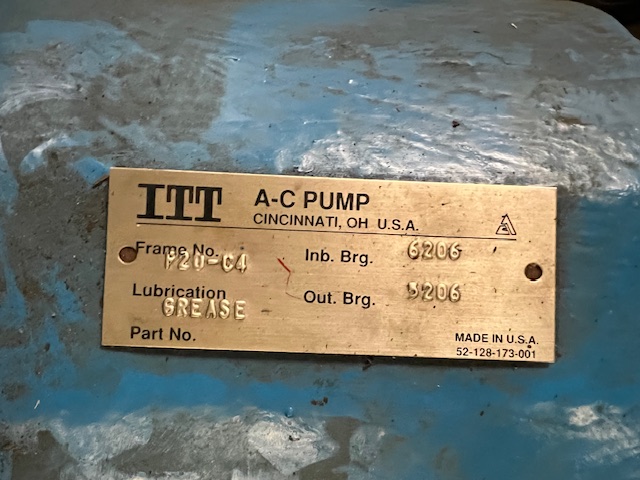 ITT A-C PUMP
CINCINNATI, OH U.S.A.
Frame No. F20-C4 Inb. Brg. 6206
Lubrication GREASE Out. Brg. 5206
Part No.
MADE IN U.S.A.
52-128-173-001